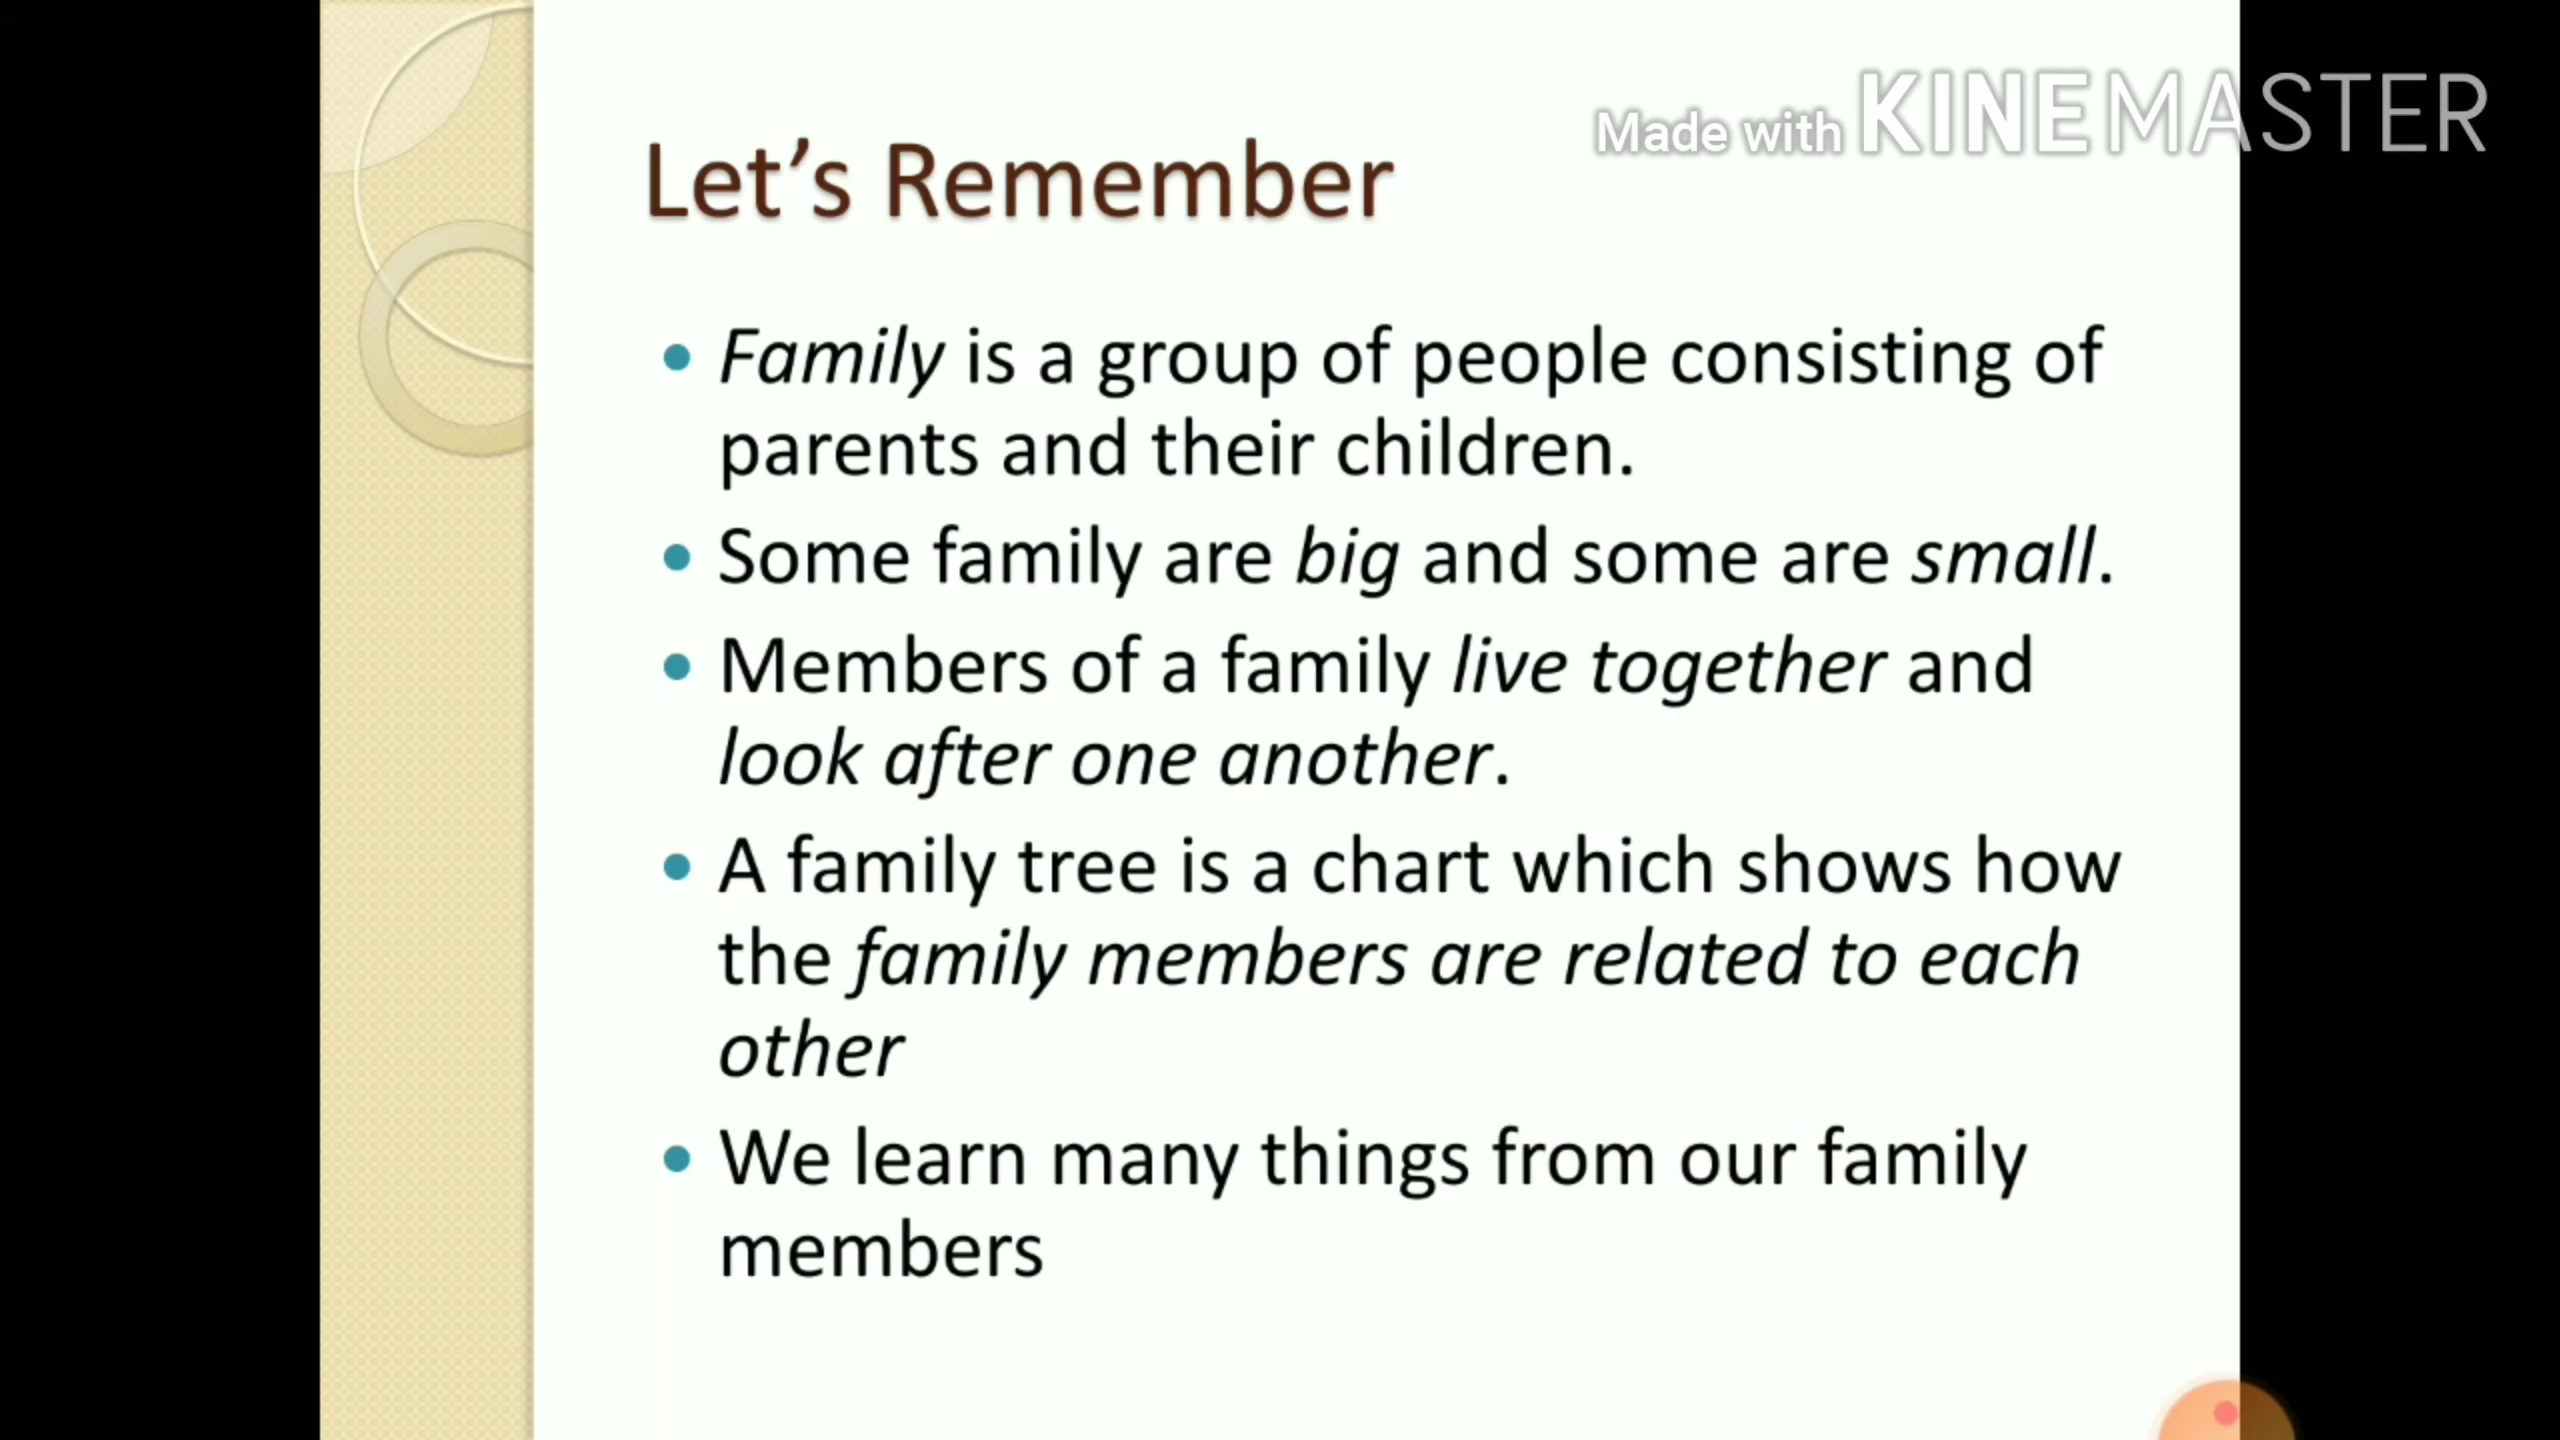 Made with KINEMASTER
Let’s Remember
• Family is a group of people consisting of
parents and their children.
• Some family are big and some are small.
• Members of a family live together and
look after one another.
• A family tree is a chart which shows how
the family members are related to each
other
• We learn many things from our family
members